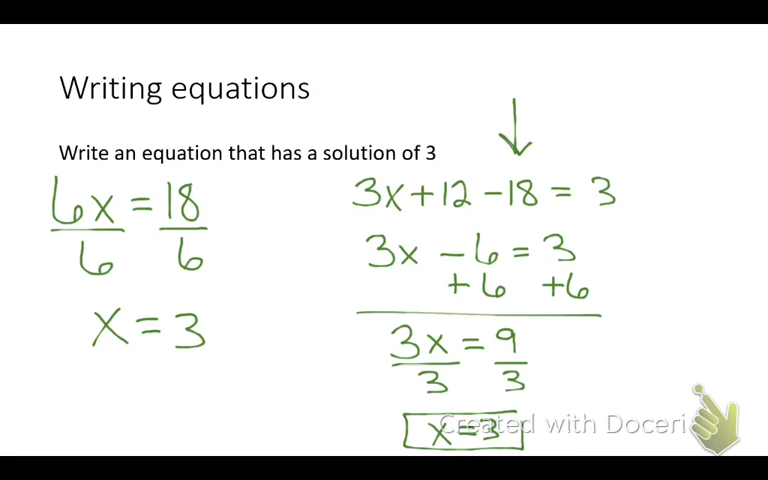 Writing equations
Write an equation that has a solution of 3
6x = 18
6 6
x = 3
3x + 12 - 18 = 3
3x - 6 = 3
+6 +6
3x = 9
3 3
x = 3
Created with Doceri